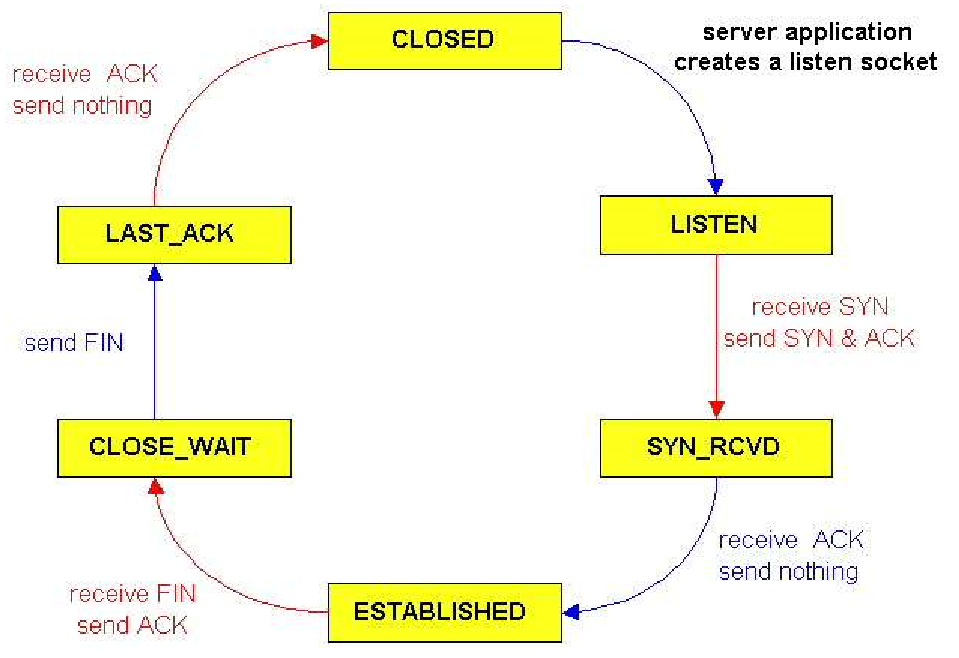 CLOSED
server application
creates a listen socket
receive ACK
send nothing
LAST_ACK
LISTEN
receive SYN
send SYN & ACK
send FIN
CLOSE_WAIT
SYN_RCVD
receive ACK
send nothing
receive FIN
send ACK
ESTABLISHED